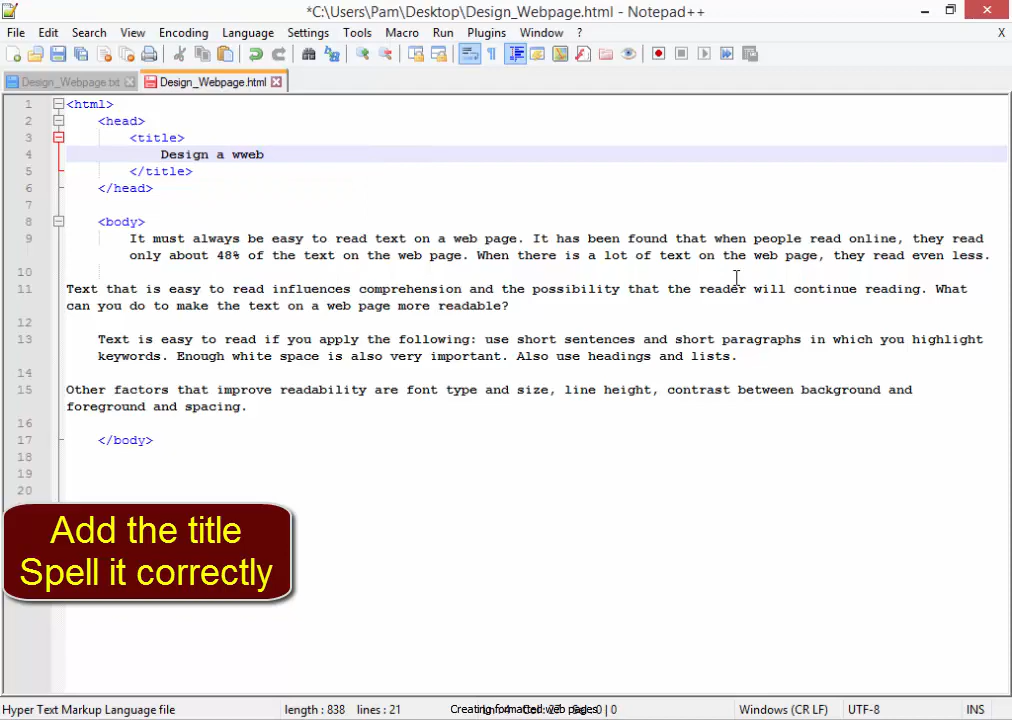 *C:\Users\Pam\Desktop\Design_Webpage.html - Notepad++
File Edit Search View Encoding Language Settings Tools Macro Run Plugins Window ? X
Design_Webpage.txt Design_Webpage.html
1 <html>
2 <head>
3 <title>
4 Design a wweb
5 </title>
6 </head>
7
8 <body>
9 It must always be easy to read text on a web page. It has been found that when people read online, they read
only about 48% of the text on the web page. When there is a lot of text on the web page, they read even less.
10
11 Text that is easy to read influences comprehension and the possibility that the reader will continue reading. What
can you do to make the text on a web page more readable?
12
13 Text is easy to read if you apply the following: use short sentences and short paragraphs in which you highlight
keywords. Enough white space is also very important. Also use headings and lists.
14
15 Other factors that improve readability are font type and size, line height, contrast between background and
foreground and spacing.
16
17 </body>
18
19
20
Add the title
Spell it correctly
Hyper Text Markup Language file length : 838 lines : 21 Creating formatted web pages 0 | 0 Windows (CR LF) UTF-8 INS